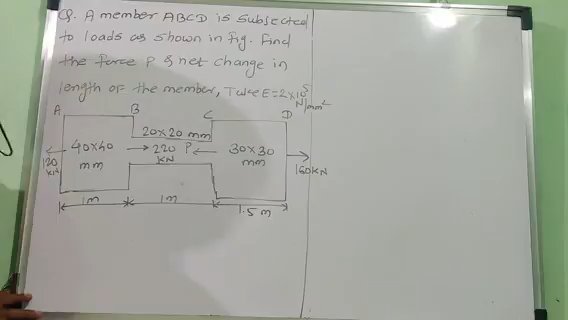 Q. A member ABCD is subsected
to loads as shown in fig. Find
the force P & net change in
length of the member, Take E=2×10⁵
N/mm²
A B C D
20×20 mm
40×40 → 220 P ← 30×30
mm KN mm
120
KN
160KN
1m 1m 1.5 m